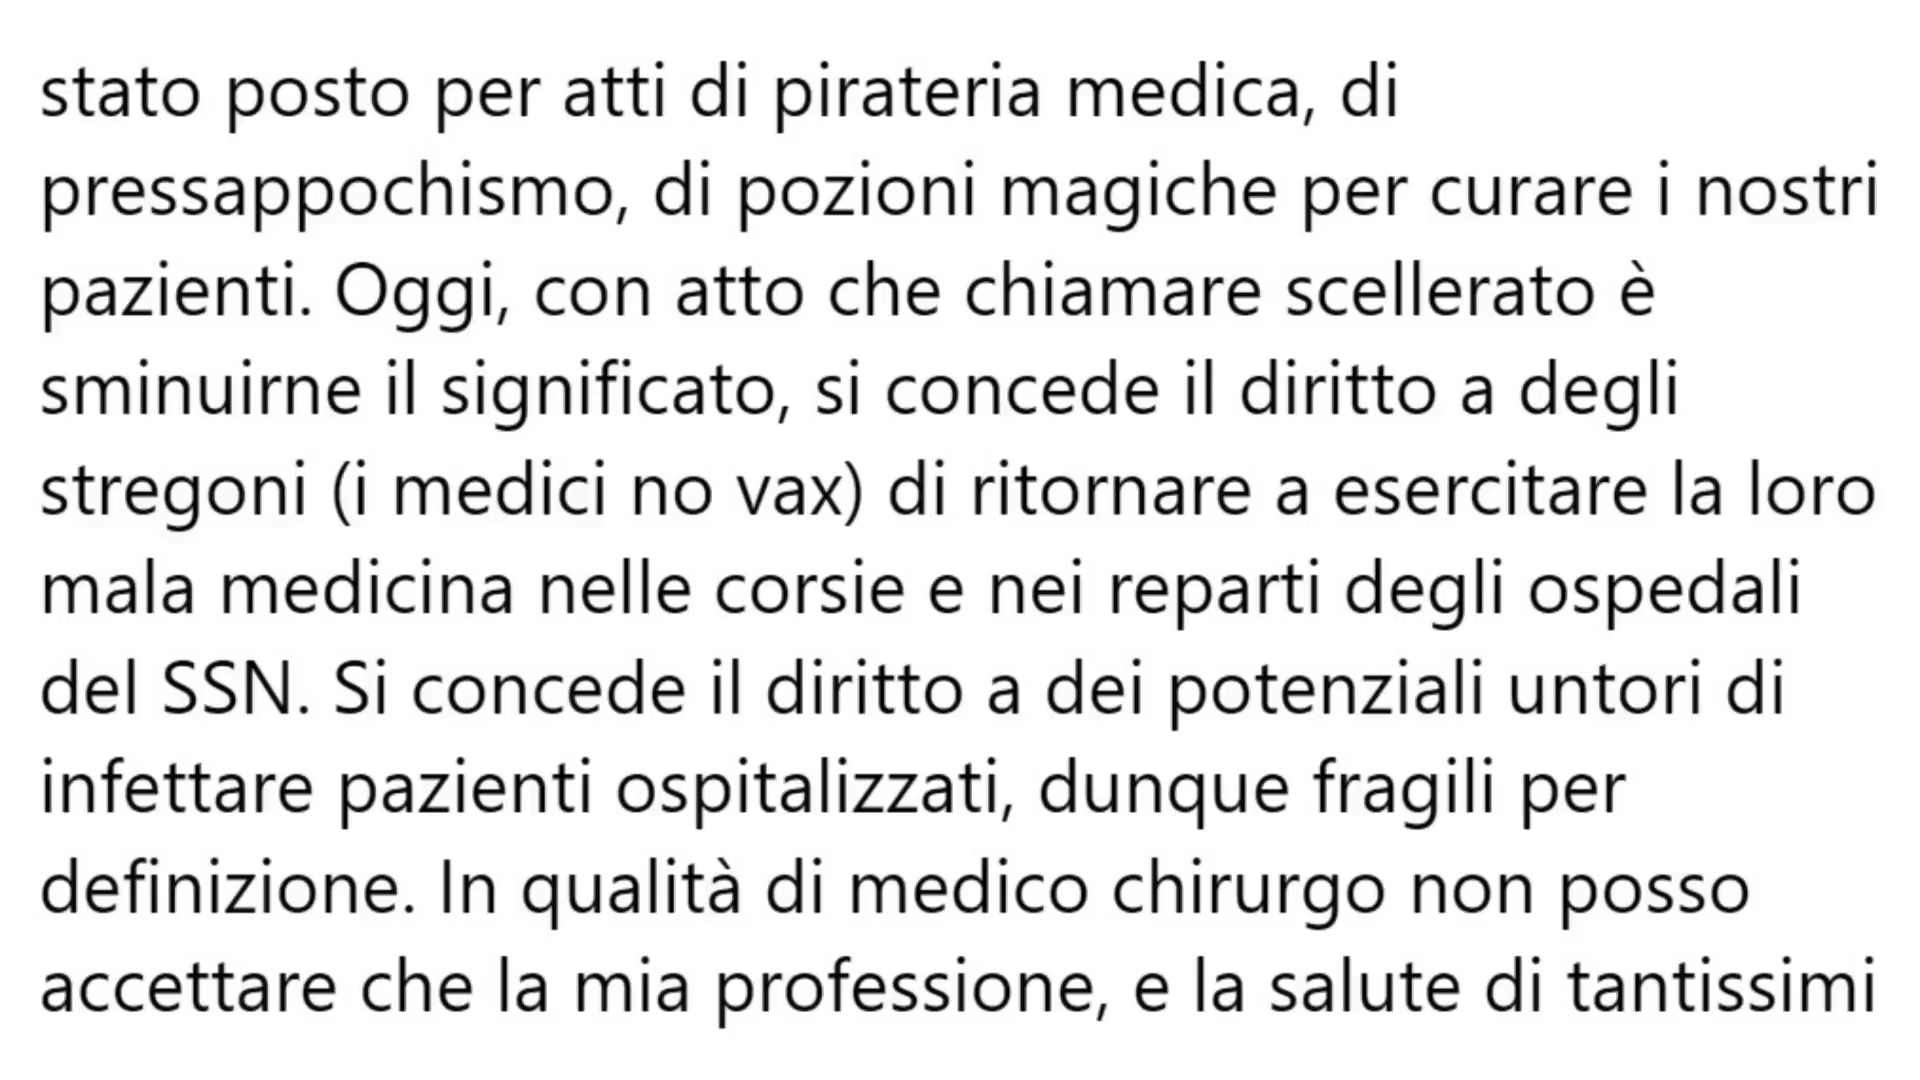 stato posto per atti di pirateria medica, di
pressappochismo, di pozioni magiche per curare i nostri
pazienti. Oggi, con atto che chiamare scellerato è
sminuirne il significato, si concede il diritto a degli
stregoni (i medici no vax) di ritornare a esercitare la loro
mala medicina nelle corsie e nei reparti degli ospedali
del SSN. Si concede il diritto a dei potenziali untori di
infettare pazienti ospitalizzati, dunque fragili per
definizione. In qualità di medico chirurgo non posso
accettare che la mia professione, e la salute di tantissimi